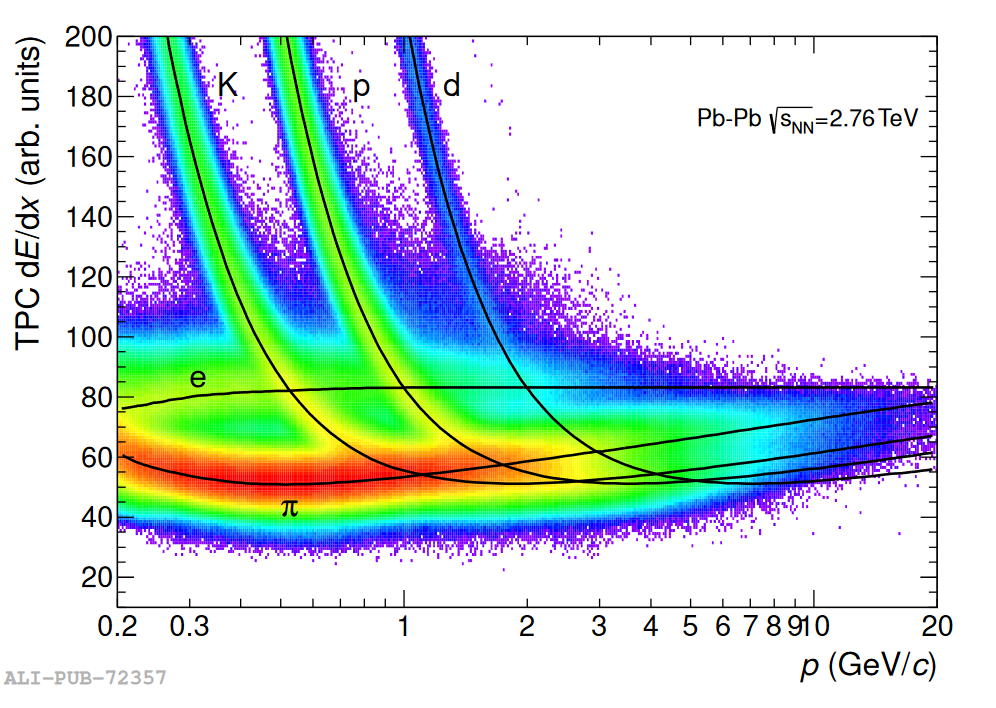 TPC dE/dx (arb. units)
200
180
160
140
120
100
80
60
40
20
K
p
d
Pb-Pb √sNN=2.76 TeV
e
π
0.2 0.3 1 2 3 4 5 6 7 8 9 10 20
p (GeV/c)
ALI-PUB-72357